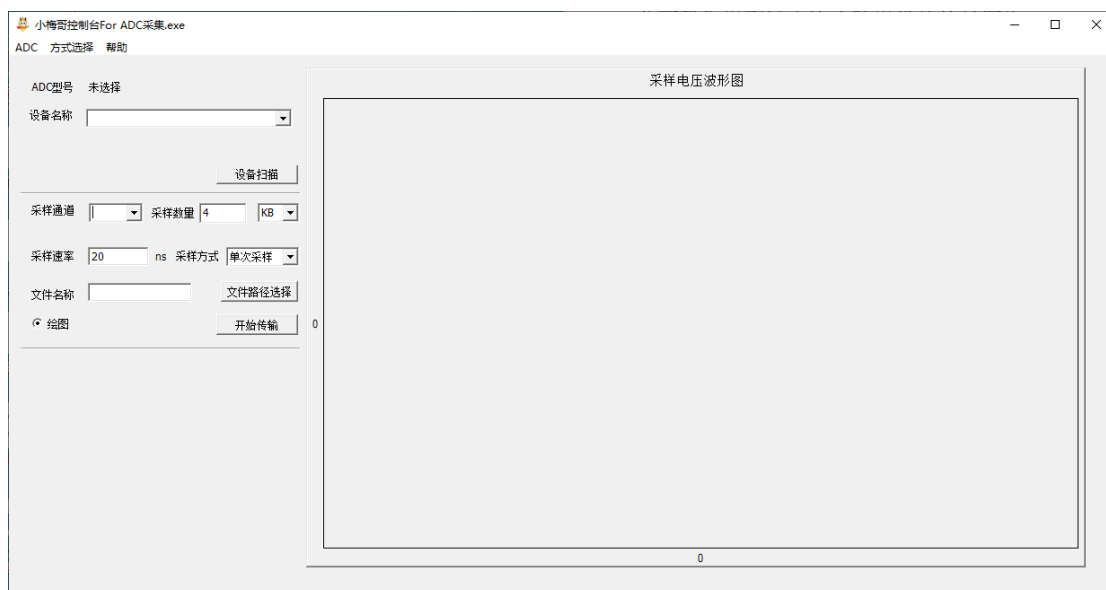 小梅哥控制台For ADC采集.exe
ADC 方式选择 帮助
ADC型号 未选择
设备名称
设备扫描
采样通道 采样数量 4 KB
采样速率 20 ns 采样方式 单次采样
文件名称 文件路径选择
绘图 开始传输
采样电压波形图
0
0